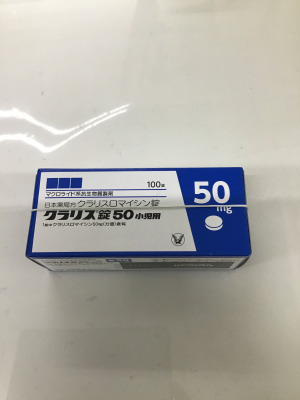 マクロライド系抗生物質製剤
100錠
日本薬局方 クラリスロマイシン錠
クラリス錠50小児用
1錠中クラリスロマイシン50mg(力価)含有
50
mg